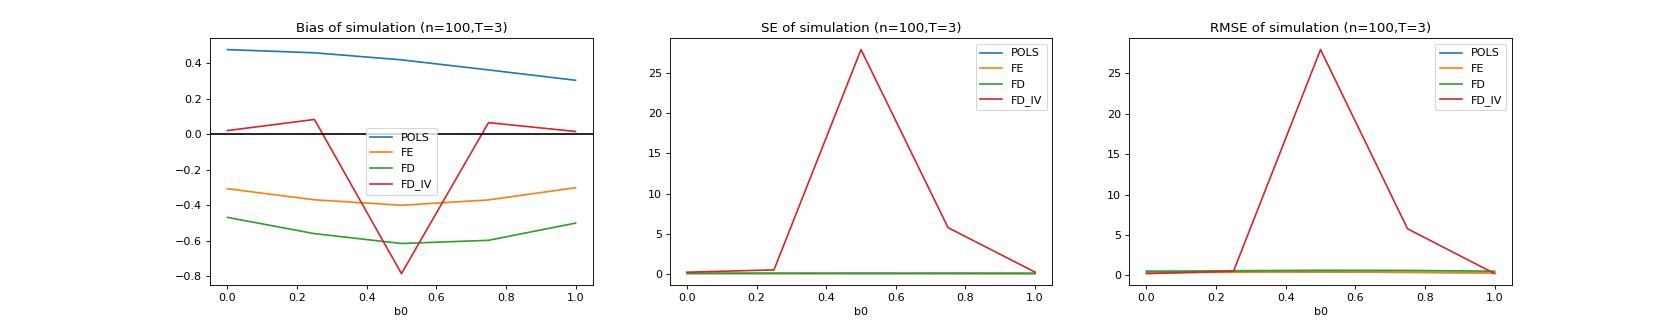 Bias of simulation (n=100,T=3)
0.4
0.2
0.0
−0.2
−0.4
−0.6
−0.8
POLS
FE
FD
FD_IV
0.0 0.2 0.4 0.6 0.8 1.0
b0
SE of simulation (n=100,T=3)
25
20
15
10
5
0
POLS
FE
FD
FD_IV
0.0 0.2 0.4 0.6 0.8 1.0
b0
RMSE of simulation (n=100,T=3)
25
20
15
10
5
0
POLS
FE
FD
FD_IV
0.0 0.2 0.4 0.6 0.8 1.0
b0